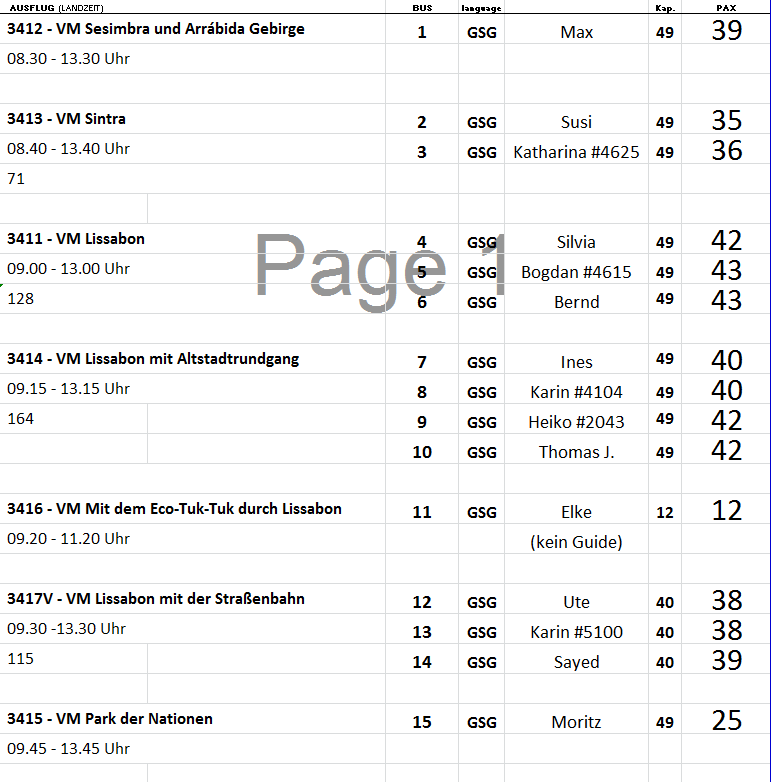 AUSFLUG (LANDZEIT) BUS language Kap. PAX
3412 - VM Sesimbra und Arrábida Gebirge 1 GSG Max 49 39
08.30 - 13.30 Uhr
3413 - VM Sintra 2 GSG Susi 49 35
08.40 - 13.40 Uhr 3 GSG Katharina #4625 49 36
71
3411 - VM Lissabon 4 GSG Silvia 49 42
09.00 - 13.00 Uhr 5 GSG Bogdan #4615 49 43
128 6 GSG Bernd 49 43
Page 1
3414 - VM Lissabon mit Altstadtrundgang 7 GSG Ines 49 40
09.15 - 13.15 Uhr 8 GSG Karin #4104 49 40
164 9 GSG Heiko #2043 49 42
10 GSG Thomas J. 49 42
3416 - VM Mit dem Eco-Tuk-Tuk durch Lissabon 11 GSG Elke 12 12
09.20 - 11.20 Uhr (kein Guide)
3417V - VM Lissabon mit der Straßenbahn 12 GSG Ute 40 38
09.30 -13.30 Uhr 13 GSG Karin #5100 40 38
115 14 GSG Sayed 40 39
3415 - VM Park der Nationen 15 GSG Moritz 49 25
09.45 - 13.45 Uhr